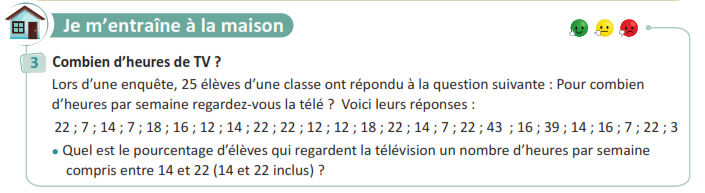 Je m'entraîne à la maison
3 Combien d'heures de TV ?
Lors d'une enquête, 25 élèves d'une classe ont répondu à la question suivante : Pour combien
d'heures par semaine regardez-vous la télé ? Voici leurs réponses :
22 ; 7 ; 14 ; 7 ; 18 ; 16 ; 12 ; 14 ; 22 ; 22 ; 12 ; 12 ; 18 ; 22 ; 14 ; 7 ; 22 ; 43 ; 16 ; 39 ; 14 ; 16 ; 7 ; 22 ; 3
• Quel est le pourcentage d'élèves qui regardent la télévision un nombre d'heures par semaine
compris entre 14 et 22 (14 et 22 inclus) ?